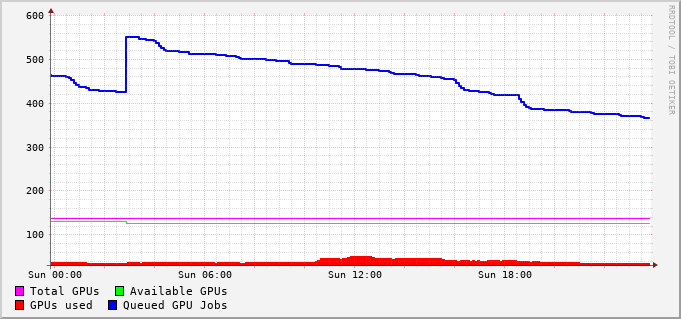 600
500
400
300
200
100
Sun 00:00 Sun 06:00 Sun 12:00 Sun 18:00
Total GPUs Available GPUs
GPUs used Queued GPU Jobs
RRDTOOL / TOBI OETIKER